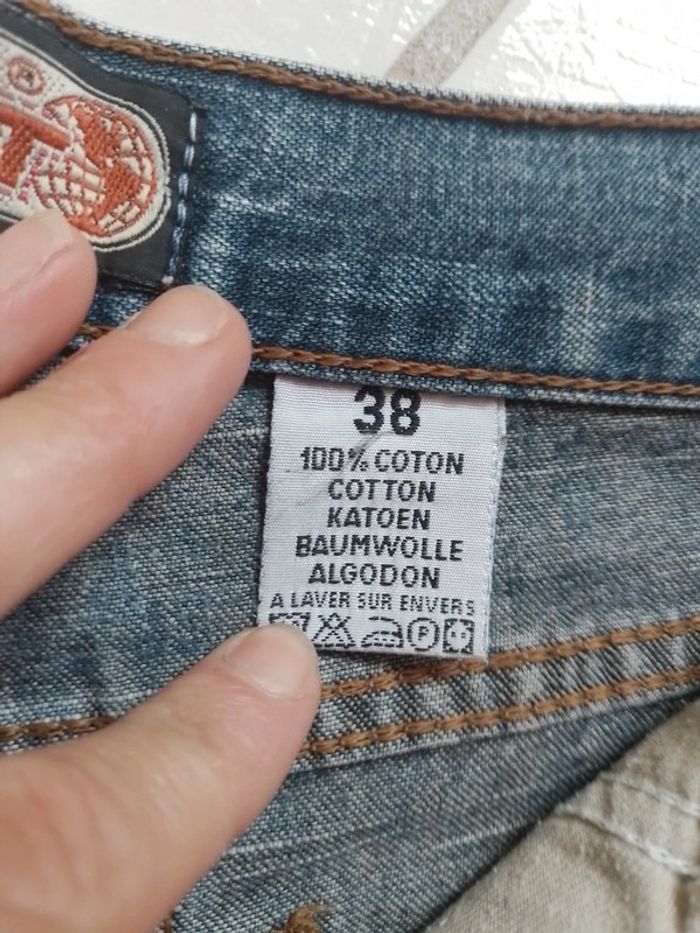 T
®
38
100% COTON
COTTON
KATOEN
BAUMWOLLE
ALGODON
A LAVER SUR ENVERS
P